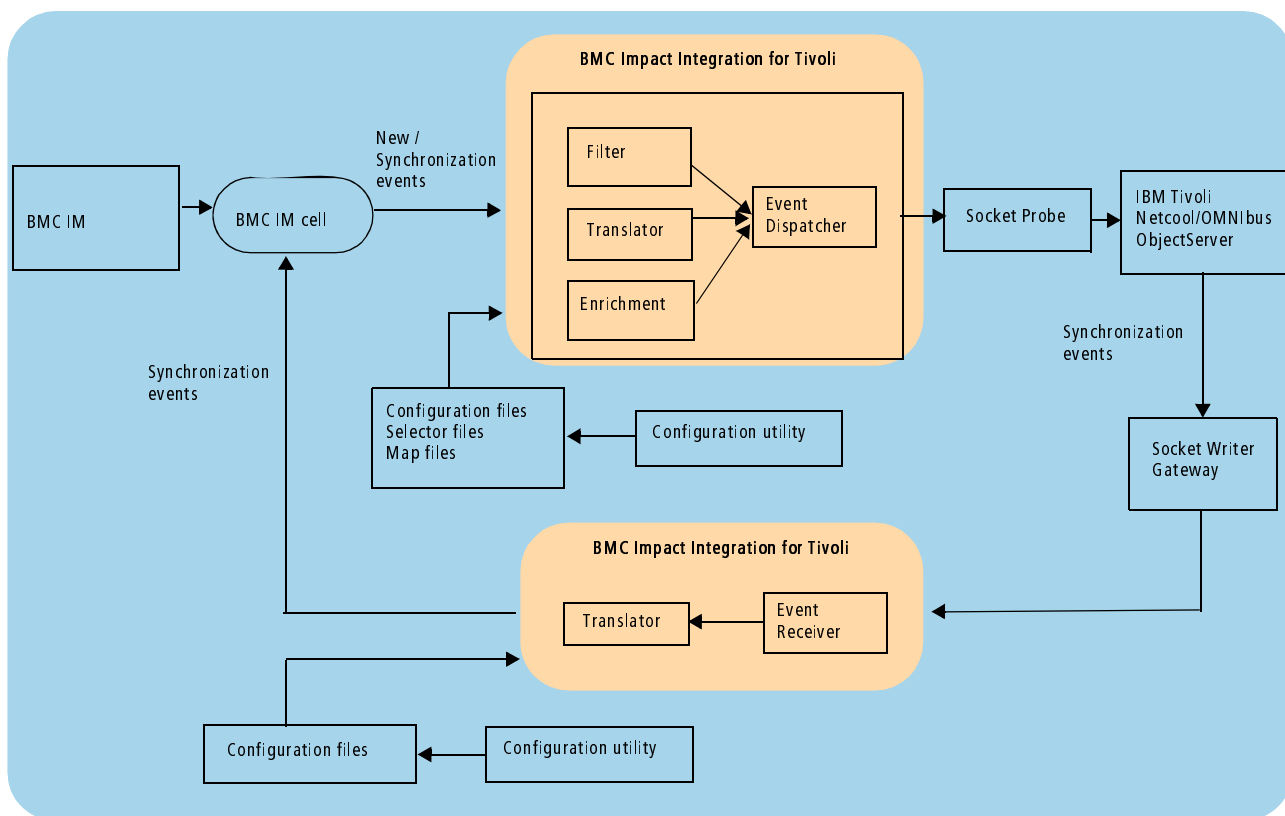 BMC Impact Integration for Tivoli
New /
Synchronization
events
Filter
BMC IM
BMC IM cell
Translator
Event
Dispatcher
Socket Probe
IBM Tivoli
Netcool/OMNIbus
ObjectServer
Enrichment
Synchronization
events
Synchronization
events
Configuration files
Selector files
Map files
Configuration utility
Socket Writer
Gateway
BMC Impact Integration for Tivoli
Translator
Event
Receiver
Configuration files
Configuration utility